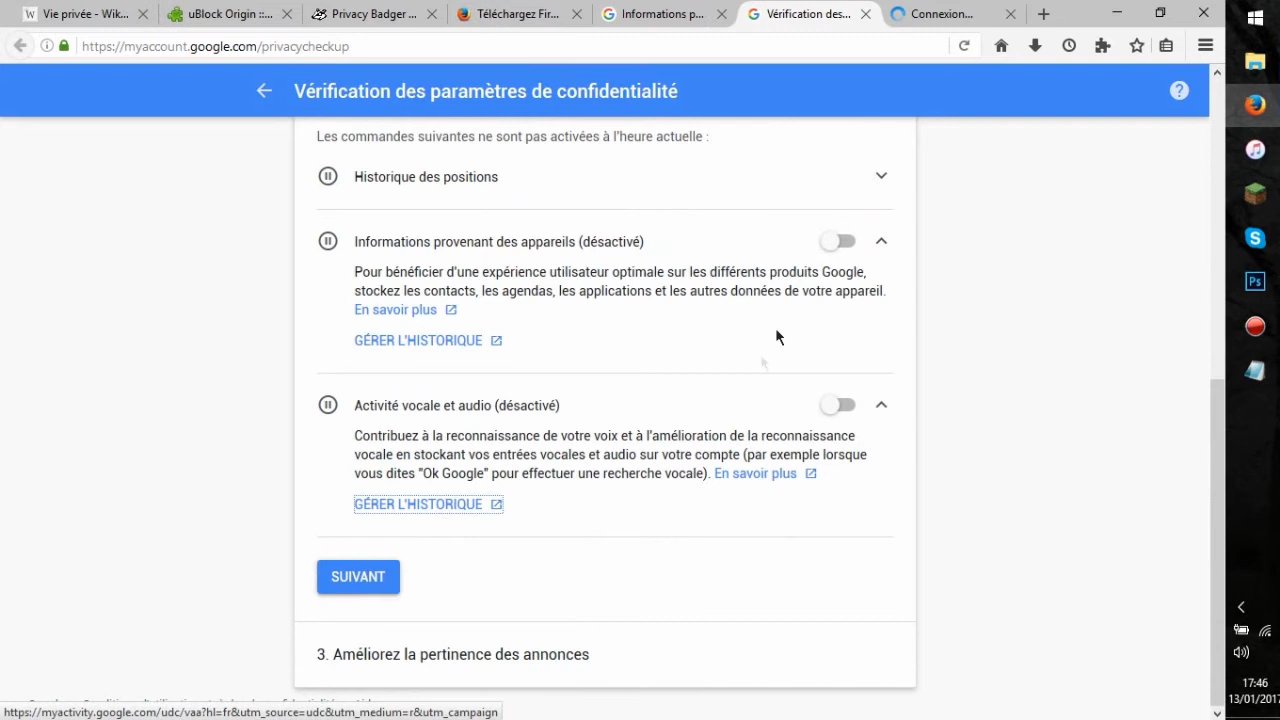 W Vie privée – Wik...
uBlock Origin ::...
Privacy Badger ...
Téléchargez Fir...
Informations p...
Vérification des...
Connexion...
https://myaccount.google.com/privacycheckup
Vérification des paramètres de confidentialité
Les commandes suivantes ne sont pas activées à l'heure actuelle :
Historique des positions
Informations provenant des appareils (désactivé)
Pour bénéficier d'une expérience utilisateur optimale sur les différents produits Google,
stockez les contacts, les agendas, les applications et les autres données de votre appareil.
En savoir plus
GÉRER L'HISTORIQUE
Activité vocale et audio (désactivé)
Contribuez à la reconnaissance de votre voix et à l'amélioration de la reconnaissance
vocale en stockant vos entrées vocales et audio sur votre compte (par exemple lorsque
vous dites "Ok Google" pour effectuer une recherche vocale). En savoir plus
GÉRER L'HISTORIQUE
SUIVANT
3. Améliorez la pertinence des annonces
https://myactivity.google.com/udc/vaa?hl=fr&utm_source=udc&utm_medium=r&utm_campaign
Ps
17:46
13/01/2017